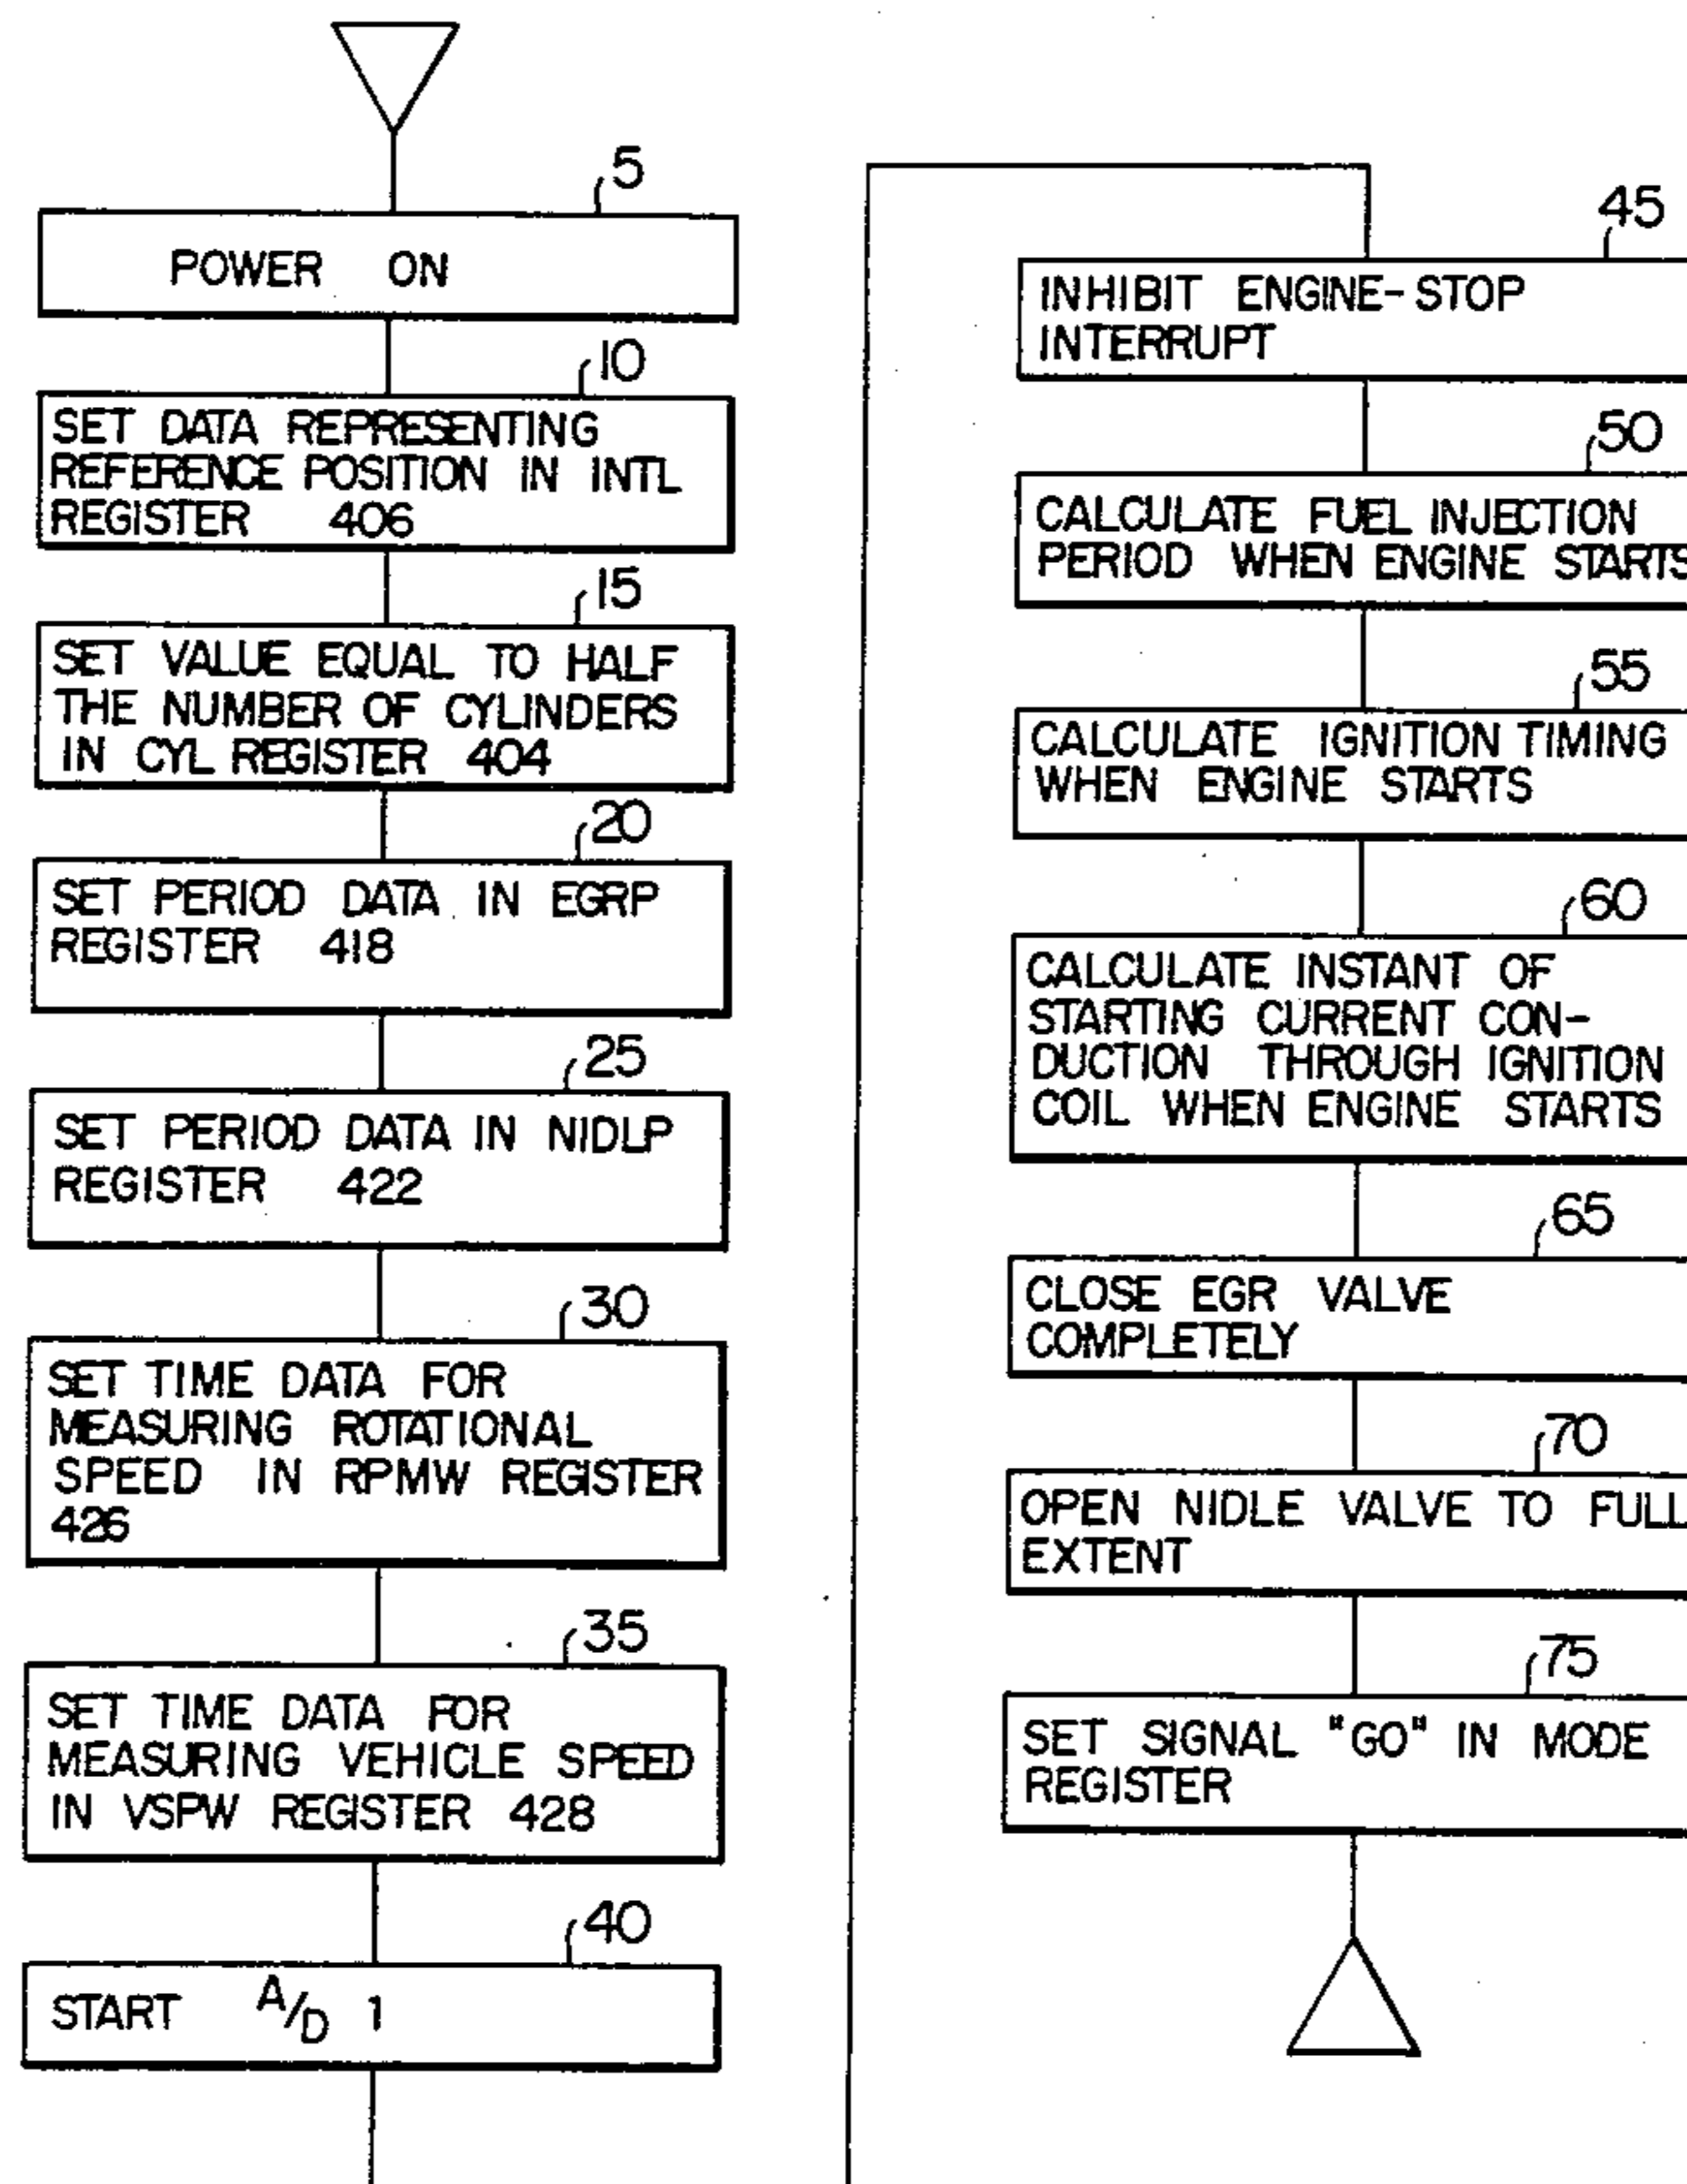 5
POWER ON
10
SET DATA REPRESENTING
REFERENCE POSITION IN INTL
REGISTER 406
15
SET VALUE EQUAL TO HALF
THE NUMBER OF CYLINDERS
IN CYL REGISTER 404
20
SET PERIOD DATA IN EGRP
REGISTER 418
25
SET PERIOD DATA IN NIDLP
REGISTER 422
30
SET TIME DATA FOR
MEASURING ROTATIONAL
SPEED IN RPMW REGISTER
426
35
SET TIME DATA FOR
MEASURING VEHICLE SPEED
IN VSPW REGISTER 428
40
START A/D 1
45
INHIBIT ENGINE-STOP
INTERRUPT
50
CALCULATE FUEL INJECTION
PERIOD WHEN ENGINE STARTS
55
CALCULATE IGNITION TIMING
WHEN ENGINE STARTS
60
CALCULATE INSTANT OF
STARTING CURRENT CON-
DUCTION THROUGH IGNITION
COIL WHEN ENGINE STARTS
65
CLOSE EGR VALVE
COMPLETELY
70
OPEN NIDLE VALVE TO FULL
EXTENT
75
SET SIGNAL "GO" IN MODE
REGISTER